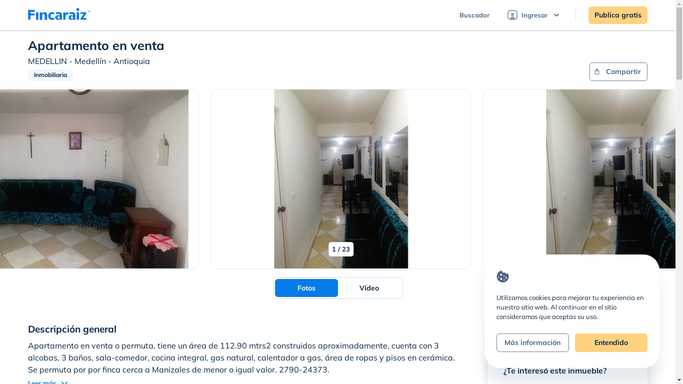 Fincaraiz
Buscador
Ingresar
Publica gratis
Apartamento en venta
MEDELLIN - Medellín - Antioquia
Inmobiliaria
Compartir
1 / 23
Fotos
Video
Utilizamos cookies para mejorar tu experiencia en
nuestro sitio web. Al continuar en el sitio
consideramos que aceptas su uso.
Más información
Entendido
Descripción general
Apartamento en venta o permuta, tiene un área de 112.90 mtrs2 construidos aproximadamente, cuenta con 3
alcobas, 3 baños, sala-comedor, cocina integral, gas natural, calentador a gas, área de ropas y pisos en cerámica.
Se permuta por por finca cerca a Manizales de menor o igual valor. 2790-24373.
Leer más
¿Te interesó este inmueble?